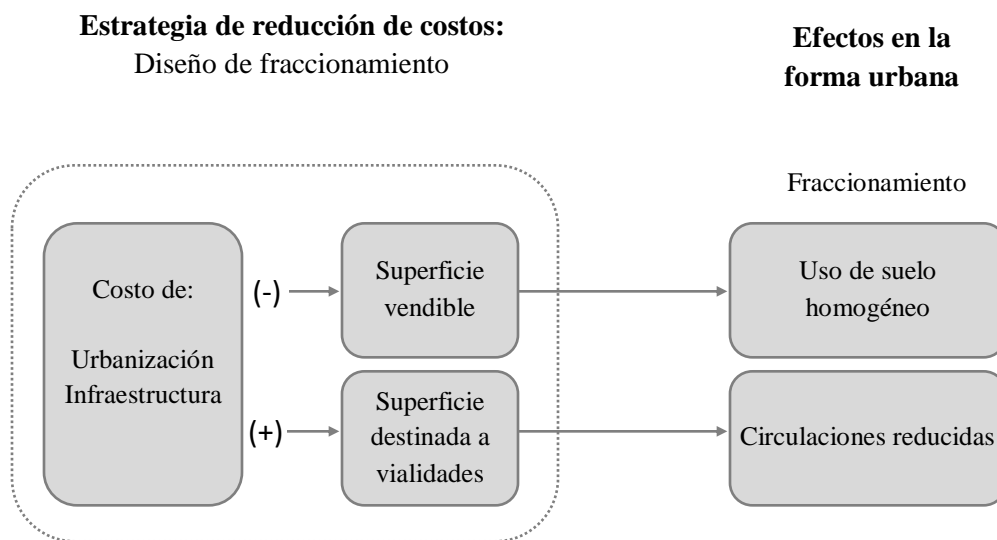 Estrategia de reducción de costos:
Diseño de fraccionamiento
Efectos en la
forma urbana
Fraccionamiento
Costo de:
Urbanización
Infraestructura
(-)
Superficie
vendible
Uso de suelo
homogéneo
(+)
Superficie
destinada a
vialidades
Circulaciones reducidas